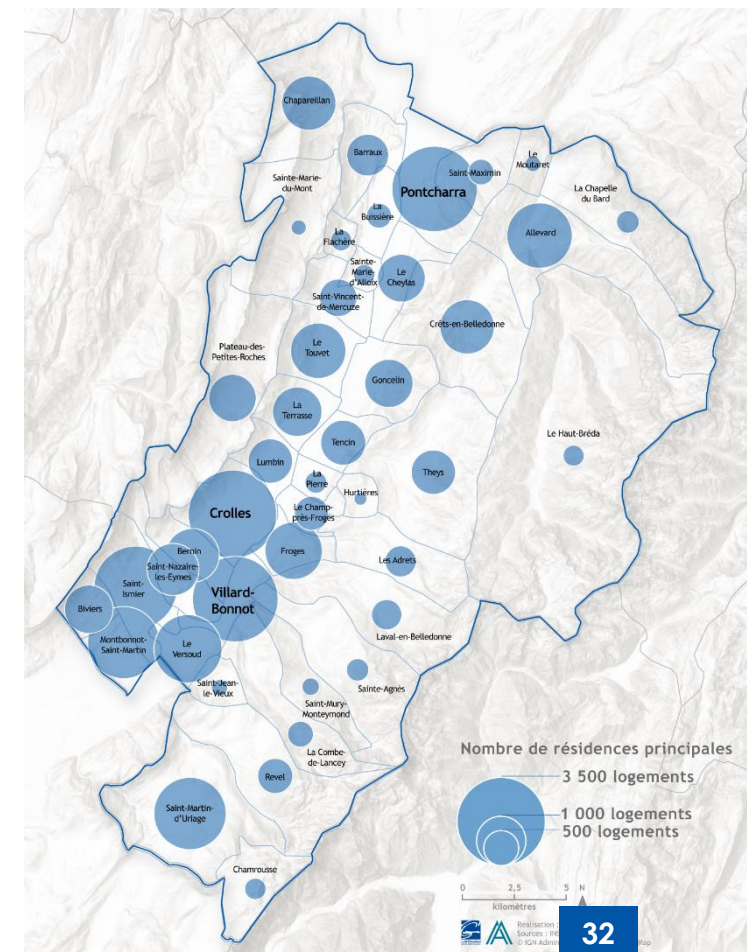 Chapareillan
Barraux
Le
Moutaret
Saint-Maximin
Sainte-Marie-
du-Mont
Pontcharra
La Chapelle
du Bard
La
Buissière
Allevard
La
Flachère
Sainte-
Marie-
d'Alloix
Le
Cheylas
Saint-Vincent-
de-Mercuze
Crêts-en-Belledonne
Le
Touvet
Plateau-des-
Petites-Roches
Goncelin
La
Terrasse
Le Haut-Bréda
Tencin
Lumbin
Theys
La
Pierre
Hurtières
Crolles
Le Champ-
près-Froges
Bernin
Froges
Saint-Nazaire-
les-Eymes
Les Adrets
Saint-
Ismier
Villard-
Bonnot
Biviers
Laval-en-Belledonne
Montbonnot-
Saint-Martin
Le
Versoud
Saint-Jean-
le-Vieux
Sainte-Agnès
Saint-Mury-
Monteymond
La Combe-
de-Lancey
Revel
Saint-Martin-
d'Uriage
Chamrousse
Nombre de résidences principales
3 500 logements
1 000 logements
500 logements
0 2,5 5 N
kilomètres
Réalisation :
Sources : INS
© IGN Admin
Map
32